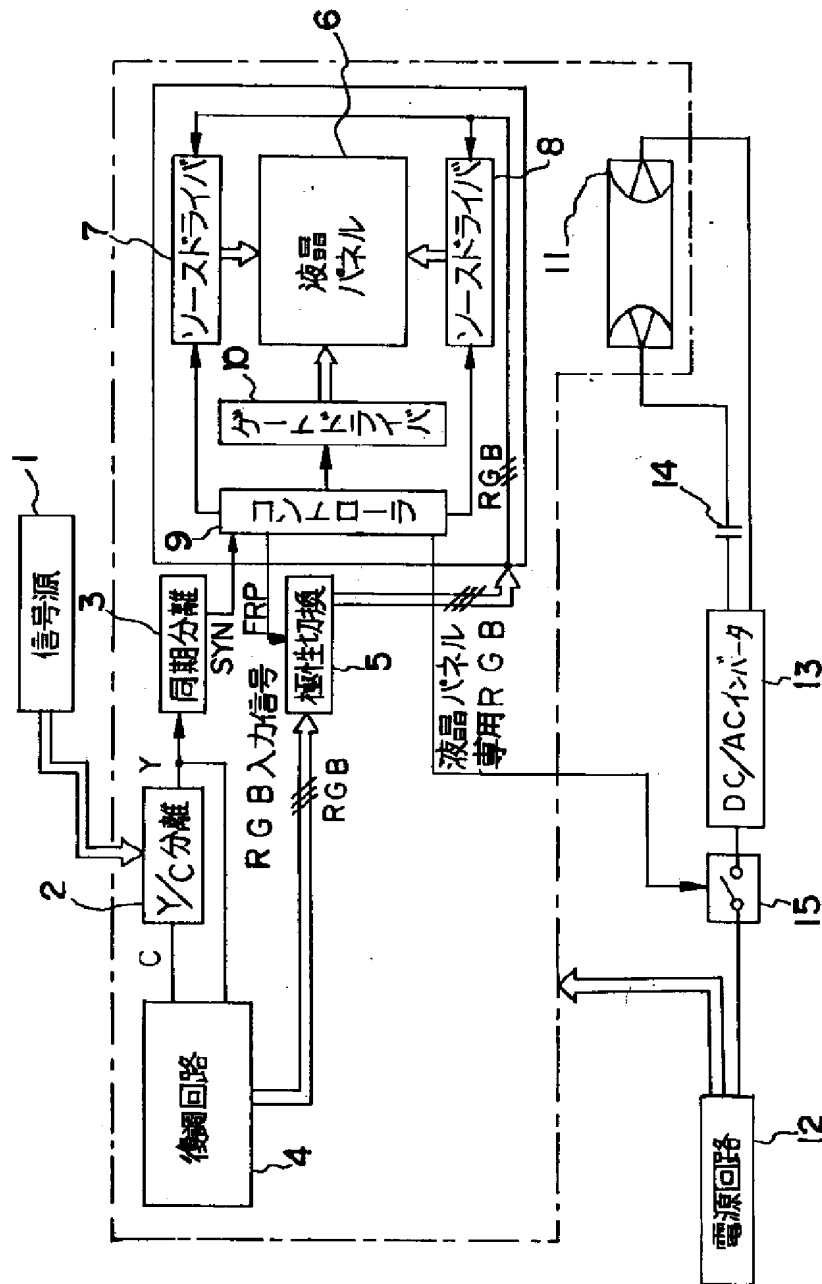 1
信号源
2
Y/C分離
C
Y
3
同期分離
SYN
4
復調回路
RGB入力信号
RGB
FRP
5
極性切換
液晶パネル
専用RGB
6
液晶
パネル
7
ソースドライバ
8
ソースドライバ
9
コントローラ
10
ゲートドライバ
RGB
11
12
電源回路
13
DC/ACインバータ
14
15